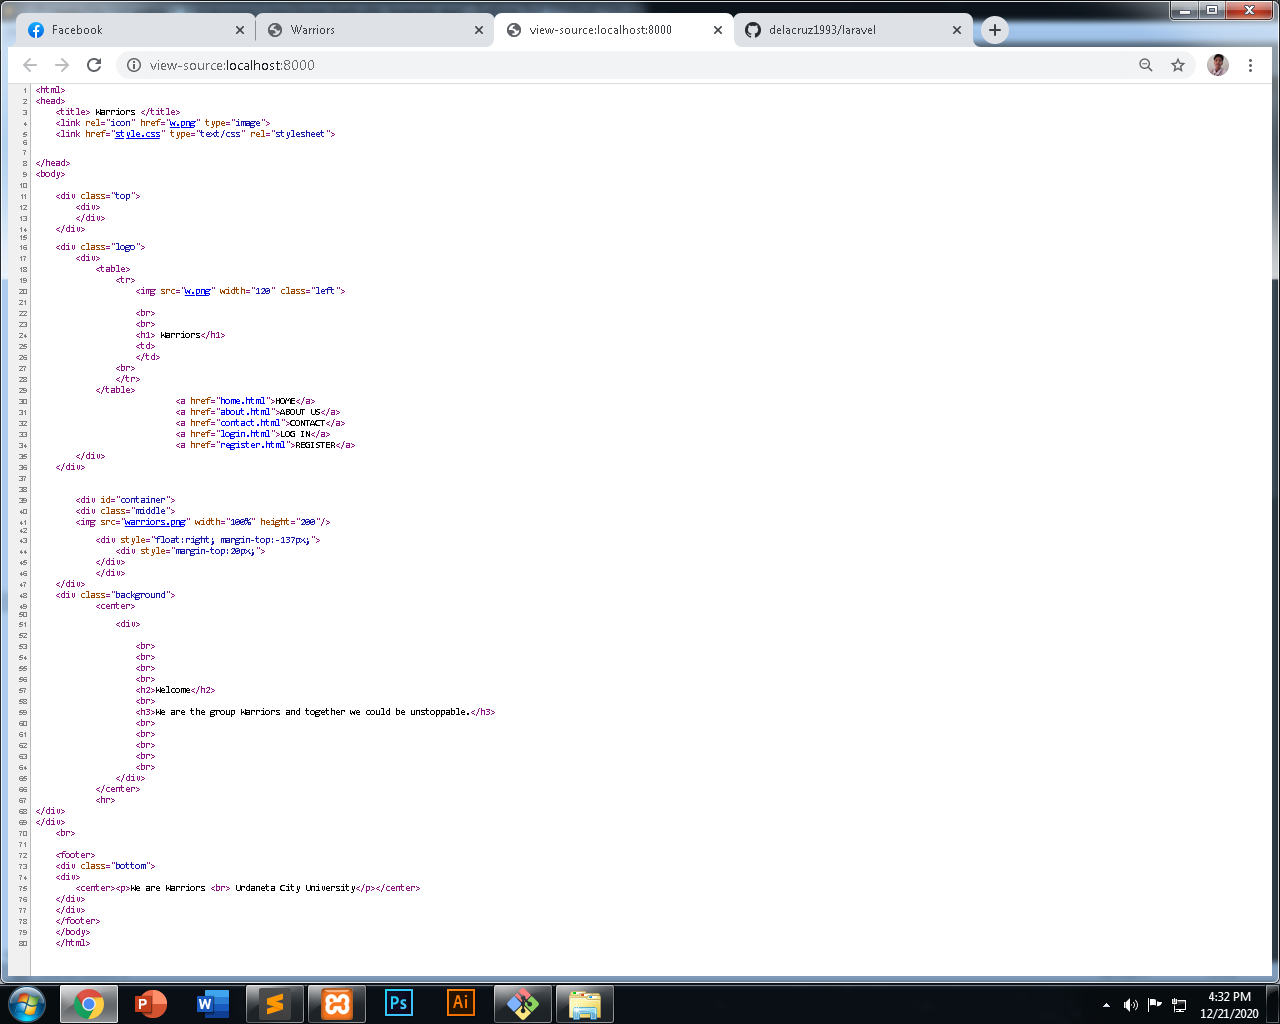 Facebook
Warriors
view-source:localhost:8000
delacruz1993/laravel
view-source:localhost:8000
1 <html>
2 <head>
3 <title> Warriors </title>
4 <link rel="icon" href="w.png" type="image">
5 <link href="style.css" type="text/css" rel="stylesheet">
6
7
8 </head>
9 <body>
10
11 <div class="top">
12 <div>
13 </div>
14 </div>
15
16 <div class="logo">
17 <div>
18 <table>
19 <tr>
20 <img src="w.png" width="120" class="left">
21
22 <br>
23 <br>
24 <h1> Warriors</h1>
25 <td>
26 </td>
27 <br>
28 </tr>
29 </table>
30 <a href="home.html">HOME</a>
31 <a href="about.html">ABOUT US</a>
32 <a href="contact.html">CONTACT</a>
33 <a href="login.html">LOG IN</a>
34 <a href="register.html">REGISTER</a>
35 </div>
36 </div>
37
38
39 <div id="container">
40 <div class="middle">
41 <img src="warriors.png" width="100%" height="200"/>
42
43 <div style="float:right; margin-top:-137px;">
44 <div style="margin-top:20px;">
45 </div>
46 </div>
47 </div>
48 <div class="background">
49 <center>
50
51 <div>
52
53 <br>
54 <br>
55 <br>
56 <br>
57 <h2>Welcome</h2>
58 <br>
59 <h3>We are the group Warriors and together we could be unstoppable.</h3>
60 <br>
61 <br>
62 <br>
63 <br>
64 <br>
65 </div>
66 </center>
67 <hr>
68 </div>
69 </div>
70 <br>
71
72 <footer>
73 <div class="bottom">
74 <div>
75 <center><p>We are Warriors <br> Urdaneta City University</p></center>
76 </div>
77 </div>
78 </footer>
79 </body>
80 </html>
Ps
Ai
4:32 PM
12/21/2020